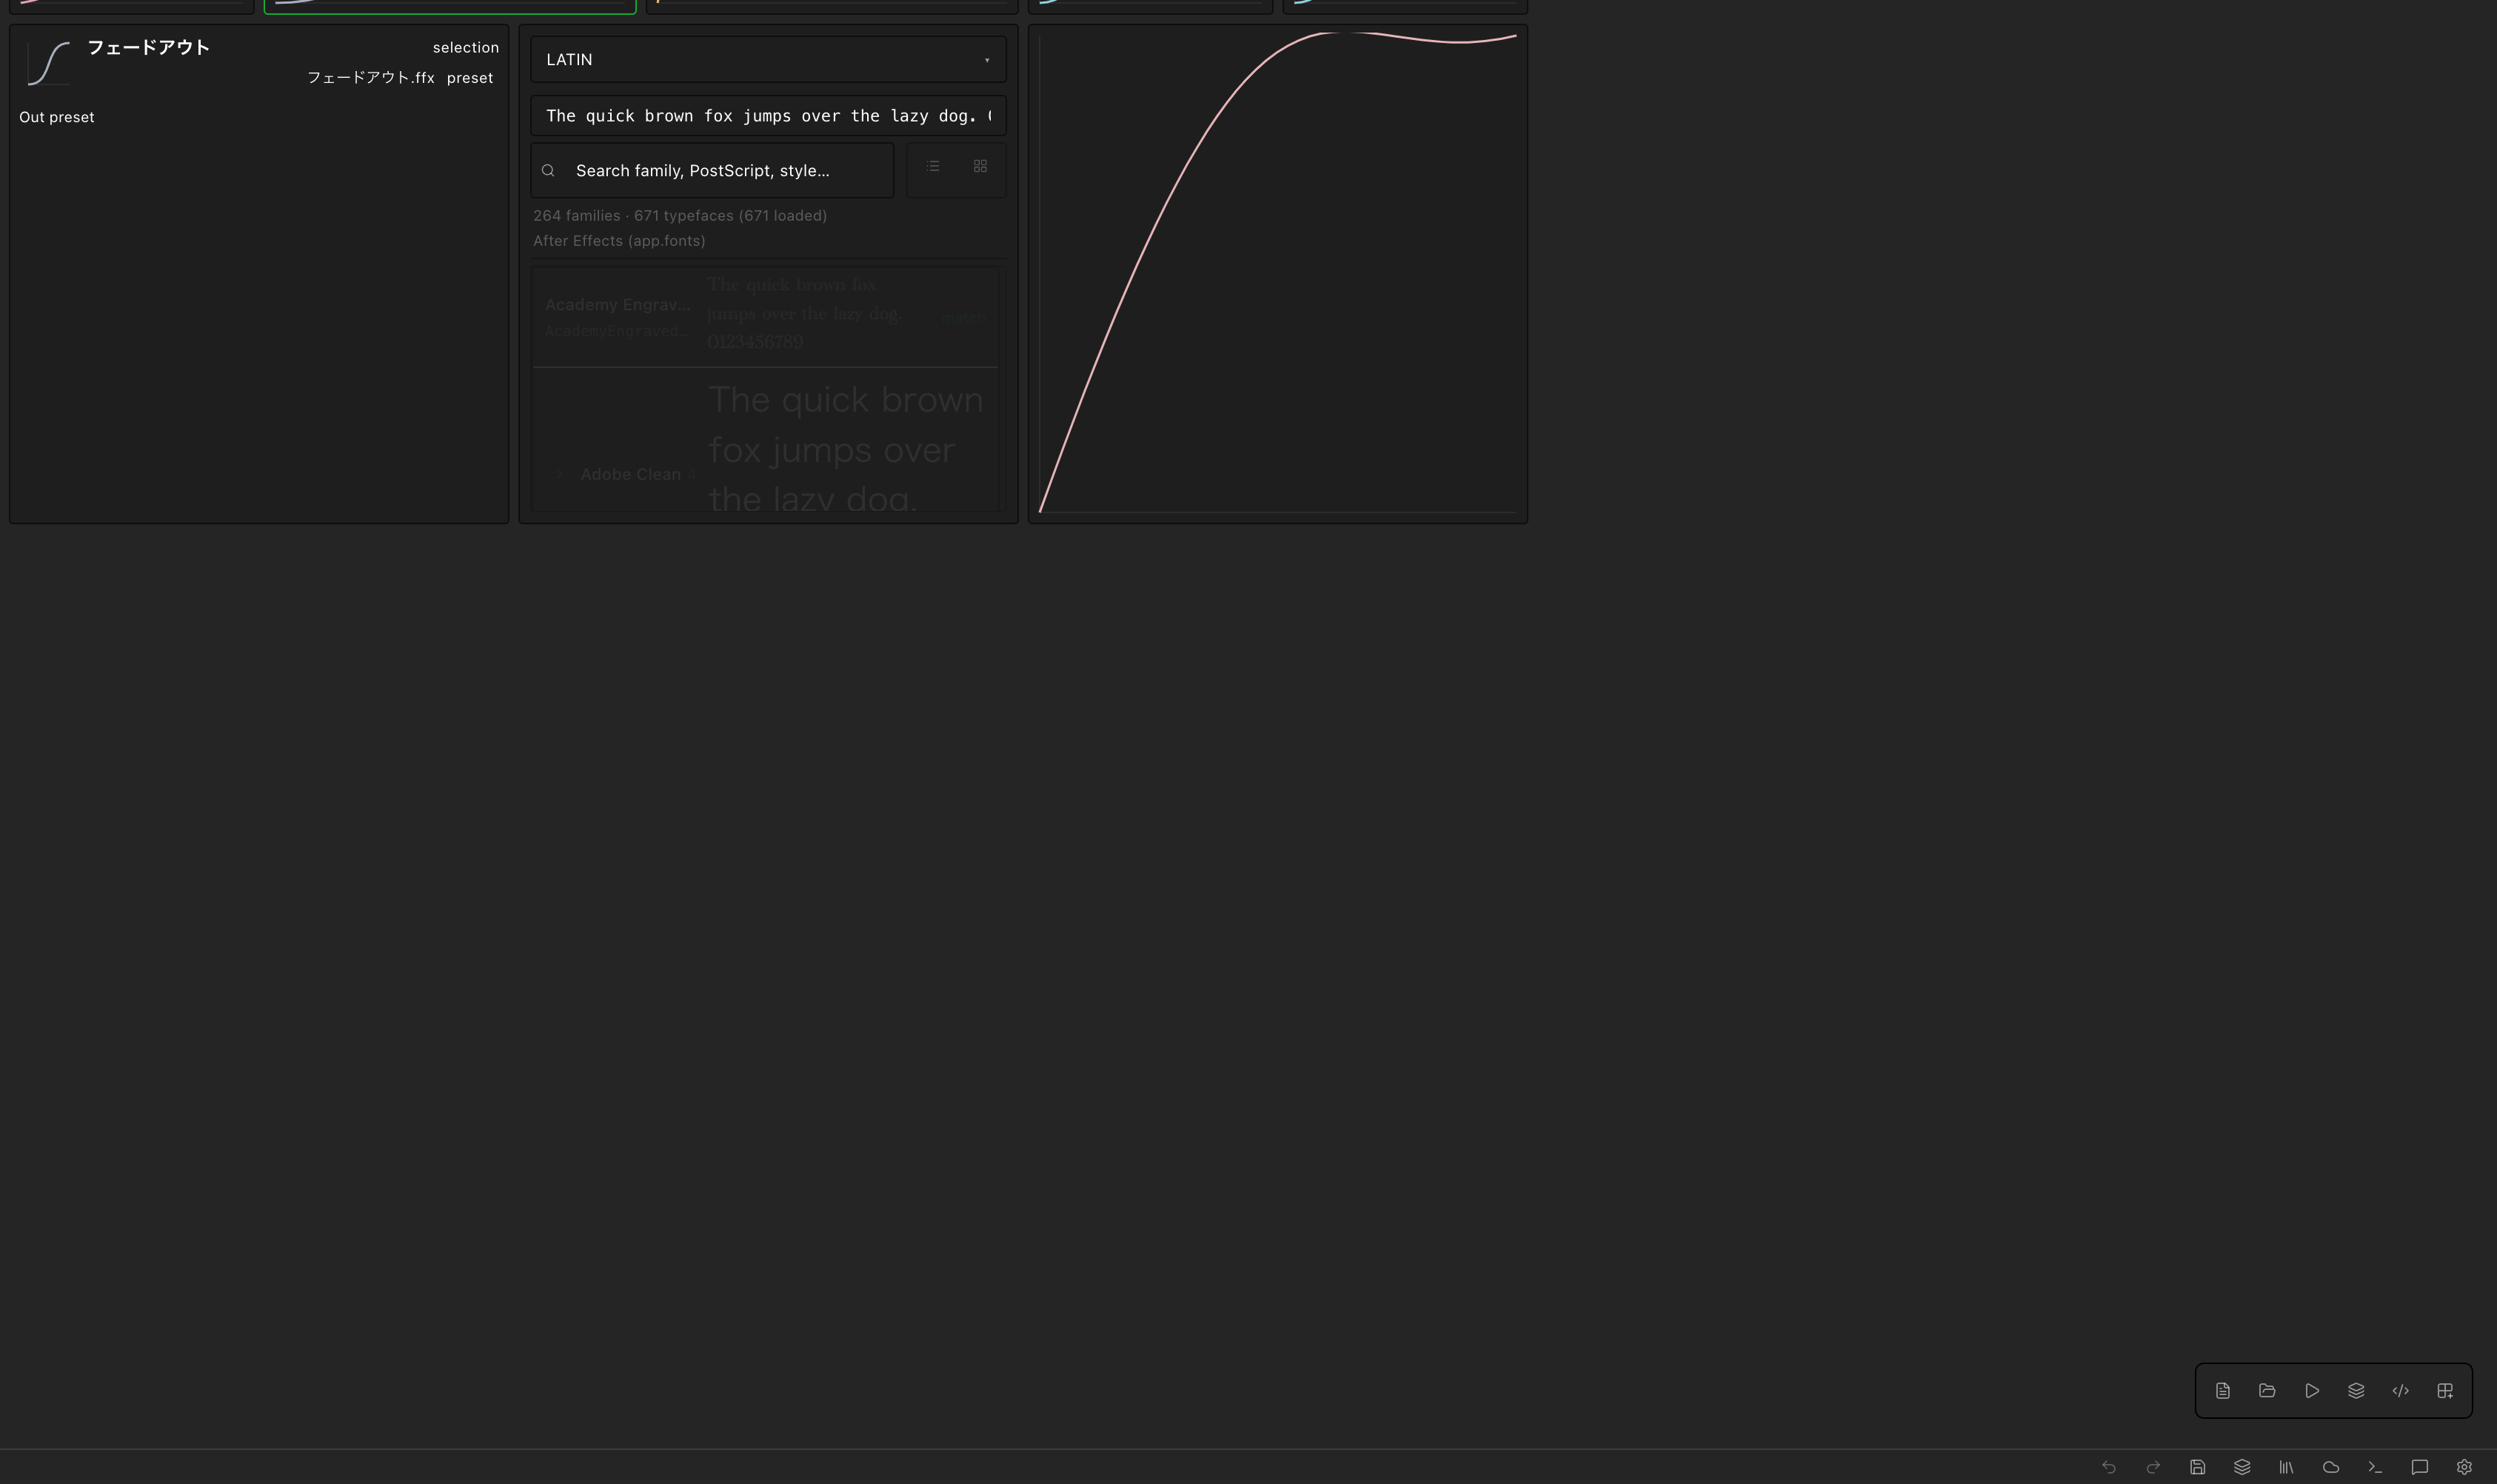 フェードアウト
selection
フェードアウト.ffx preset
Out preset
LATIN
The quick brown fox jumps over the lazy dog.
Search family, PostScript, style...
264 families · 671 typefaces (671 loaded)
After Effects (app.fonts)
Academy Engrav...
AcademyEngraved...
The quick brown fox
jumps over the lazy dog.
0123456789
match
Adobe Clean 4
The quick brown
fox jumps over
the lazy dog.